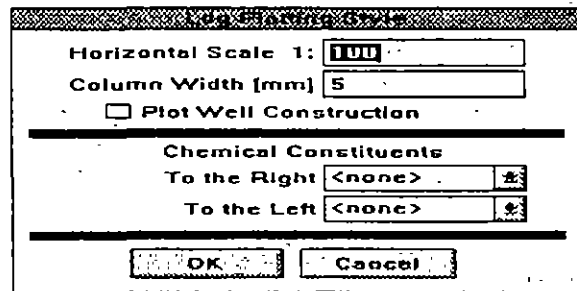 Log Plotting Style
Horizontal Scale 1: 100
Column Width [mm] 5
Plot Well Construction
Chemical Constituents
To the Right <none>
To the Left <none>
OK Cancel